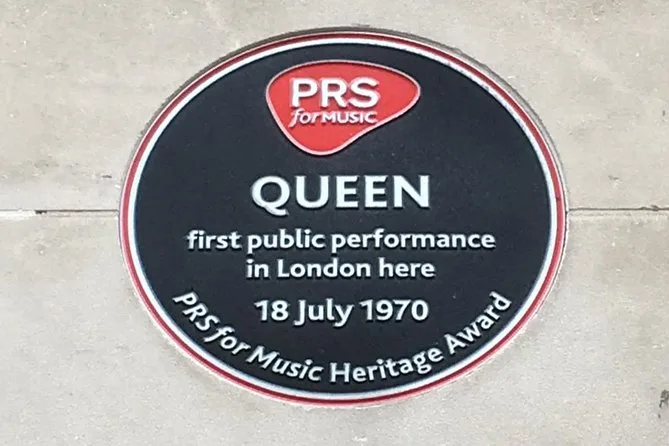 PRS
for MUSIC
QUEEN
first public performance
in London here
18 July 1970
PRS for Music Heritage Award